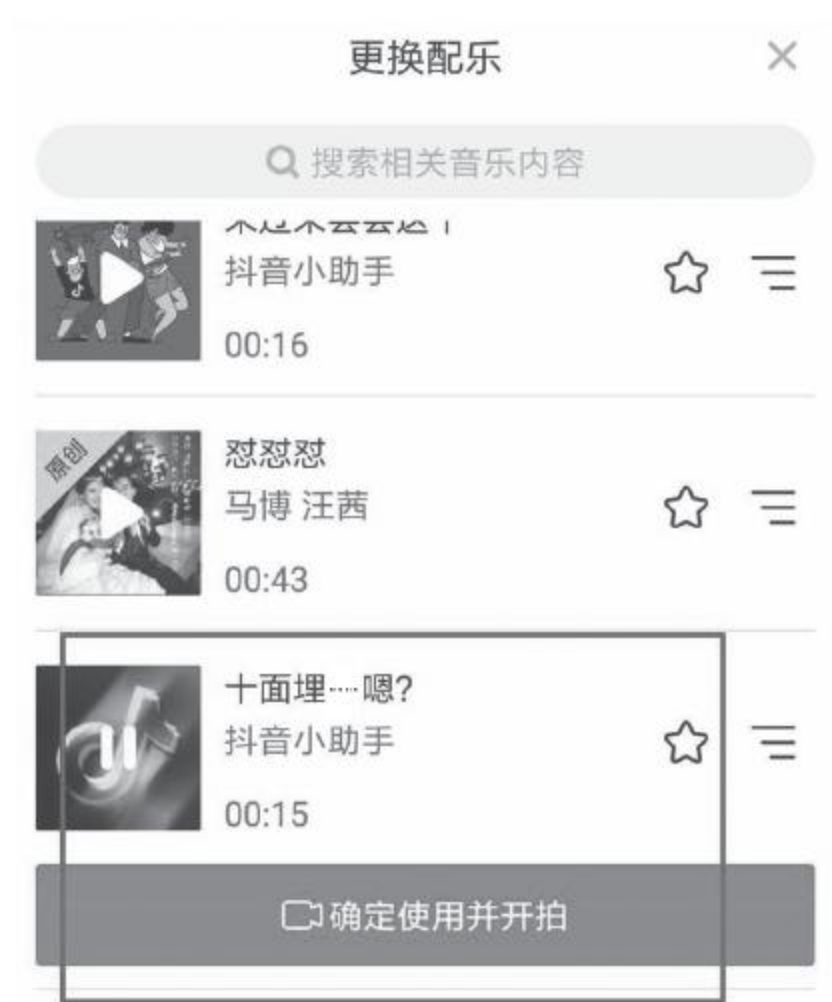 更换配乐
搜索相关音乐内容
抖音小助手
00:16
原创
怼怼怼
马博 汪茜
00:43
十面埋……嗯?
抖音小助手
00:15
确定使用并开拍